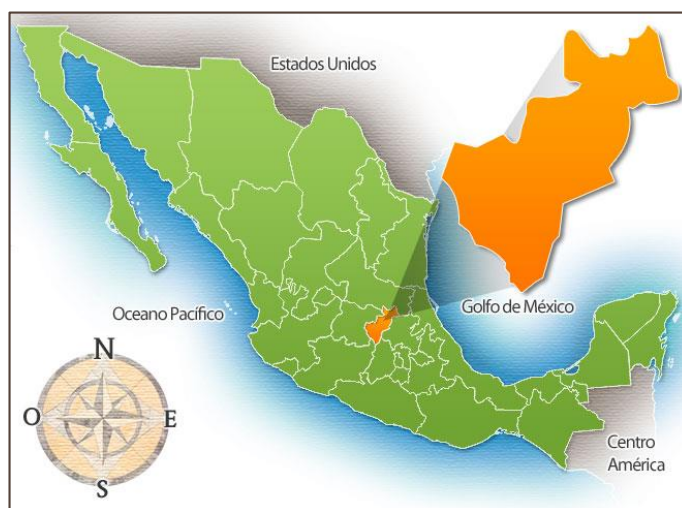 Estados Unidos
Oceano Pacífico
Golfo de México
N
O
E
S
Centro
América